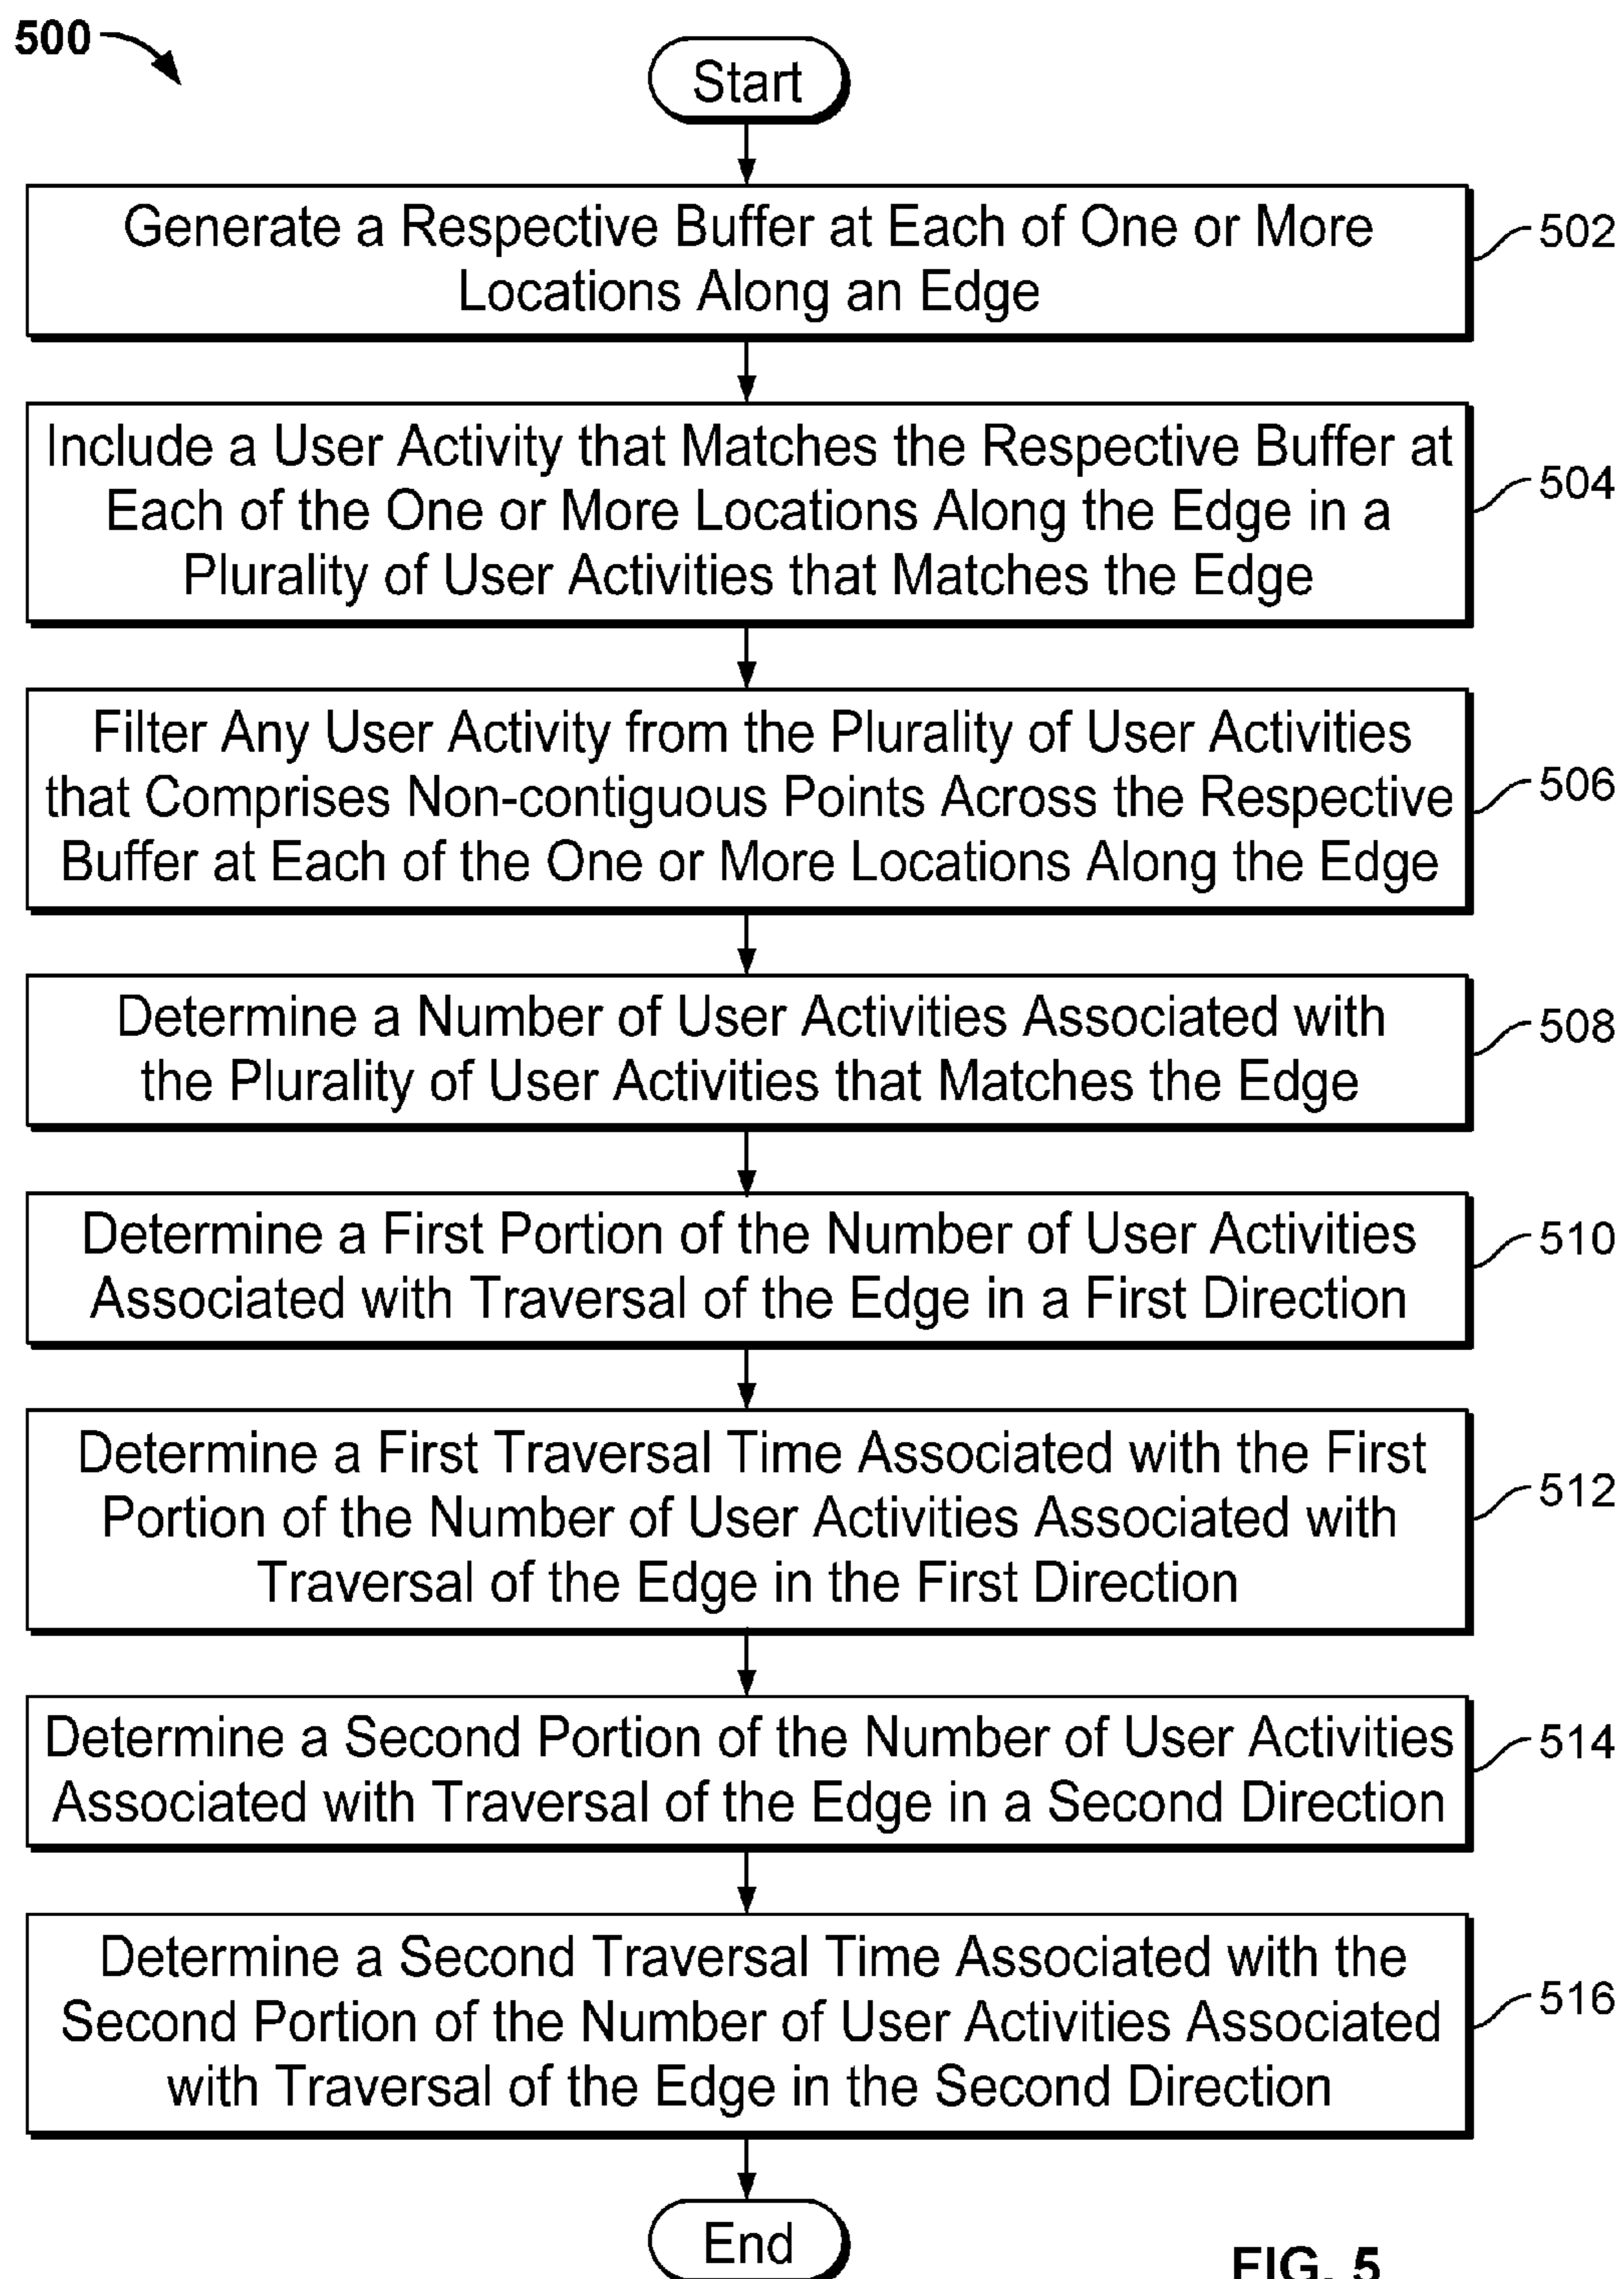 500
Start
Generate a Respective Buffer at Each of One or More
Locations Along an Edge
502
Include a User Activity that Matches the Respective Buffer at
Each of the One or More Locations Along the Edge in a
Plurality of User Activities that Matches the Edge
504
Filter Any User Activity from the Plurality of User Activities
that Comprises Non-contiguous Points Across the Respective
Buffer at Each of the One or More Locations Along the Edge
506
Determine a Number of User Activities Associated with
the Plurality of User Activities that Matches the Edge
508
Determine a First Portion of the Number of User Activities
Associated with Traversal of the Edge in a First Direction
510
Determine a First Traversal Time Associated with the First
Portion of the Number of User Activities Associated with
Traversal of the Edge in the First Direction
512
Determine a Second Portion of the Number of User Activities
Associated with Traversal of the Edge in a Second Direction
514
Determine a Second Traversal Time Associated with the
Second Portion of the Number of User Activities Associated
with Traversal of the Edge in the Second Direction
516
End
FIG. 5